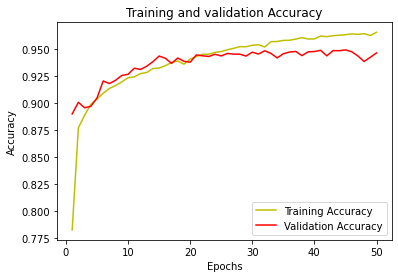 Training and validation Accuracy
0.950
0.925
0.900
0.875
0.850
0.825
0.800
0.775
Accuracy
0
10
20
30
40
50
Epochs
Training Accuracy
Validation Accuracy